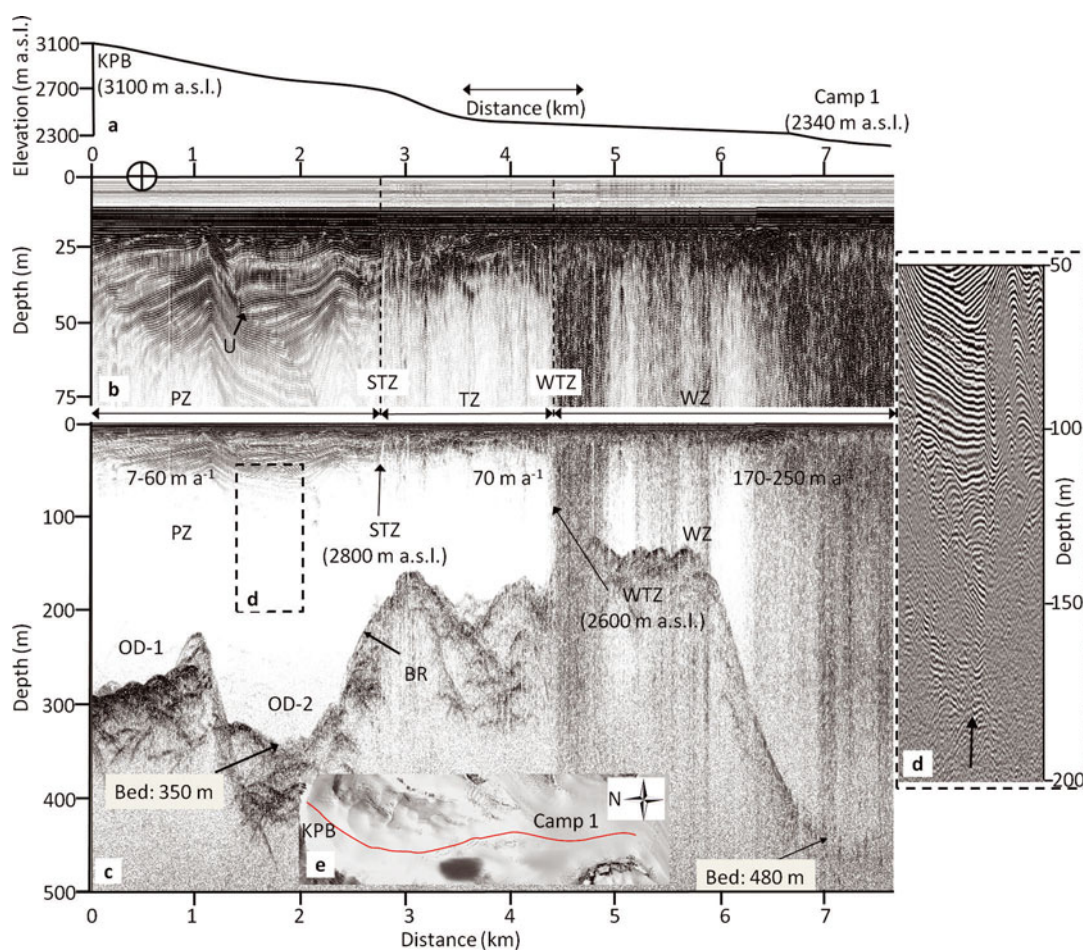 a
3100
KPB
(3100 m a.s.l.)
2700
2300
Elevation (m a.s.l.)
Distance (km)
Camp 1
(2340 m a.s.l.)
0 1 2 3 4 5 6 7
0
25
50
75
Depth (m)
U
b
PZ
STZ
TZ
WTZ
WZ
0
100
200
300
400
500
Depth (m)
7-60 m a⁻¹
70 m a⁻¹
170-250 m a
PZ
STZ
(2800 m a.s.l.)
WZ
d
WTZ
(2600 m a.s.l.)
OD-1
BR
OD-2
Bed: 350 m
KPB
Camp 1
N
e
Bed: 480 m
c
0 1 2 3 4 5 6 7
Distance (km)
50
100
150
200
Depth (m)
d